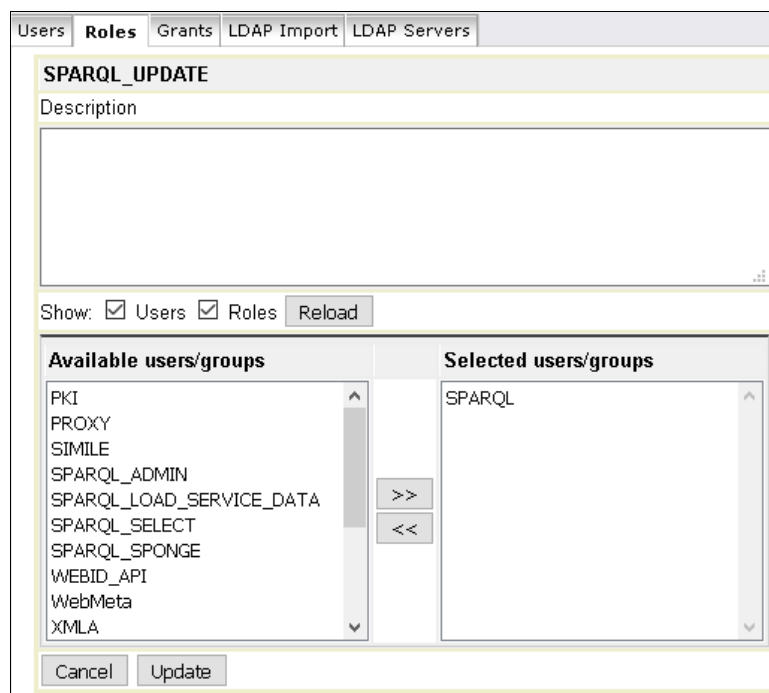 Users Roles Grants LDAP Import LDAP Servers
SPARQL_UPDATE
Description
Show: Users Roles Reload
Available users/groups Selected users/groups
PKI
PROXY
SIMILE
SPARQL_ADMIN
SPARQL_LOAD_SERVICE_DATA
SPARQL_SELECT
SPARQL_SPONGE
WEBID_API
WebMeta
XMLA
>>
<<
SPARQL
Cancel Update